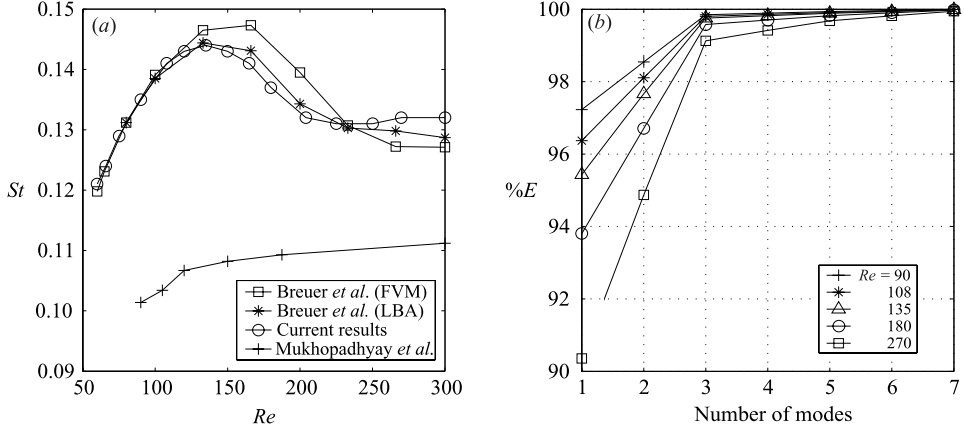 (a)
0.15
0.14
0.13
0.12
0.11
0.10
0.09
St
50 100 150 200 250 300
Re
Breuer et al. (FVM)
Breuer et al. (LBA)
Current results
Mukhopadhyay et al.
(b)
100
98
96
94
92
90
%E
1 2 3 4 5 6 7
Number of modes
Re = 90
108
135
180
270